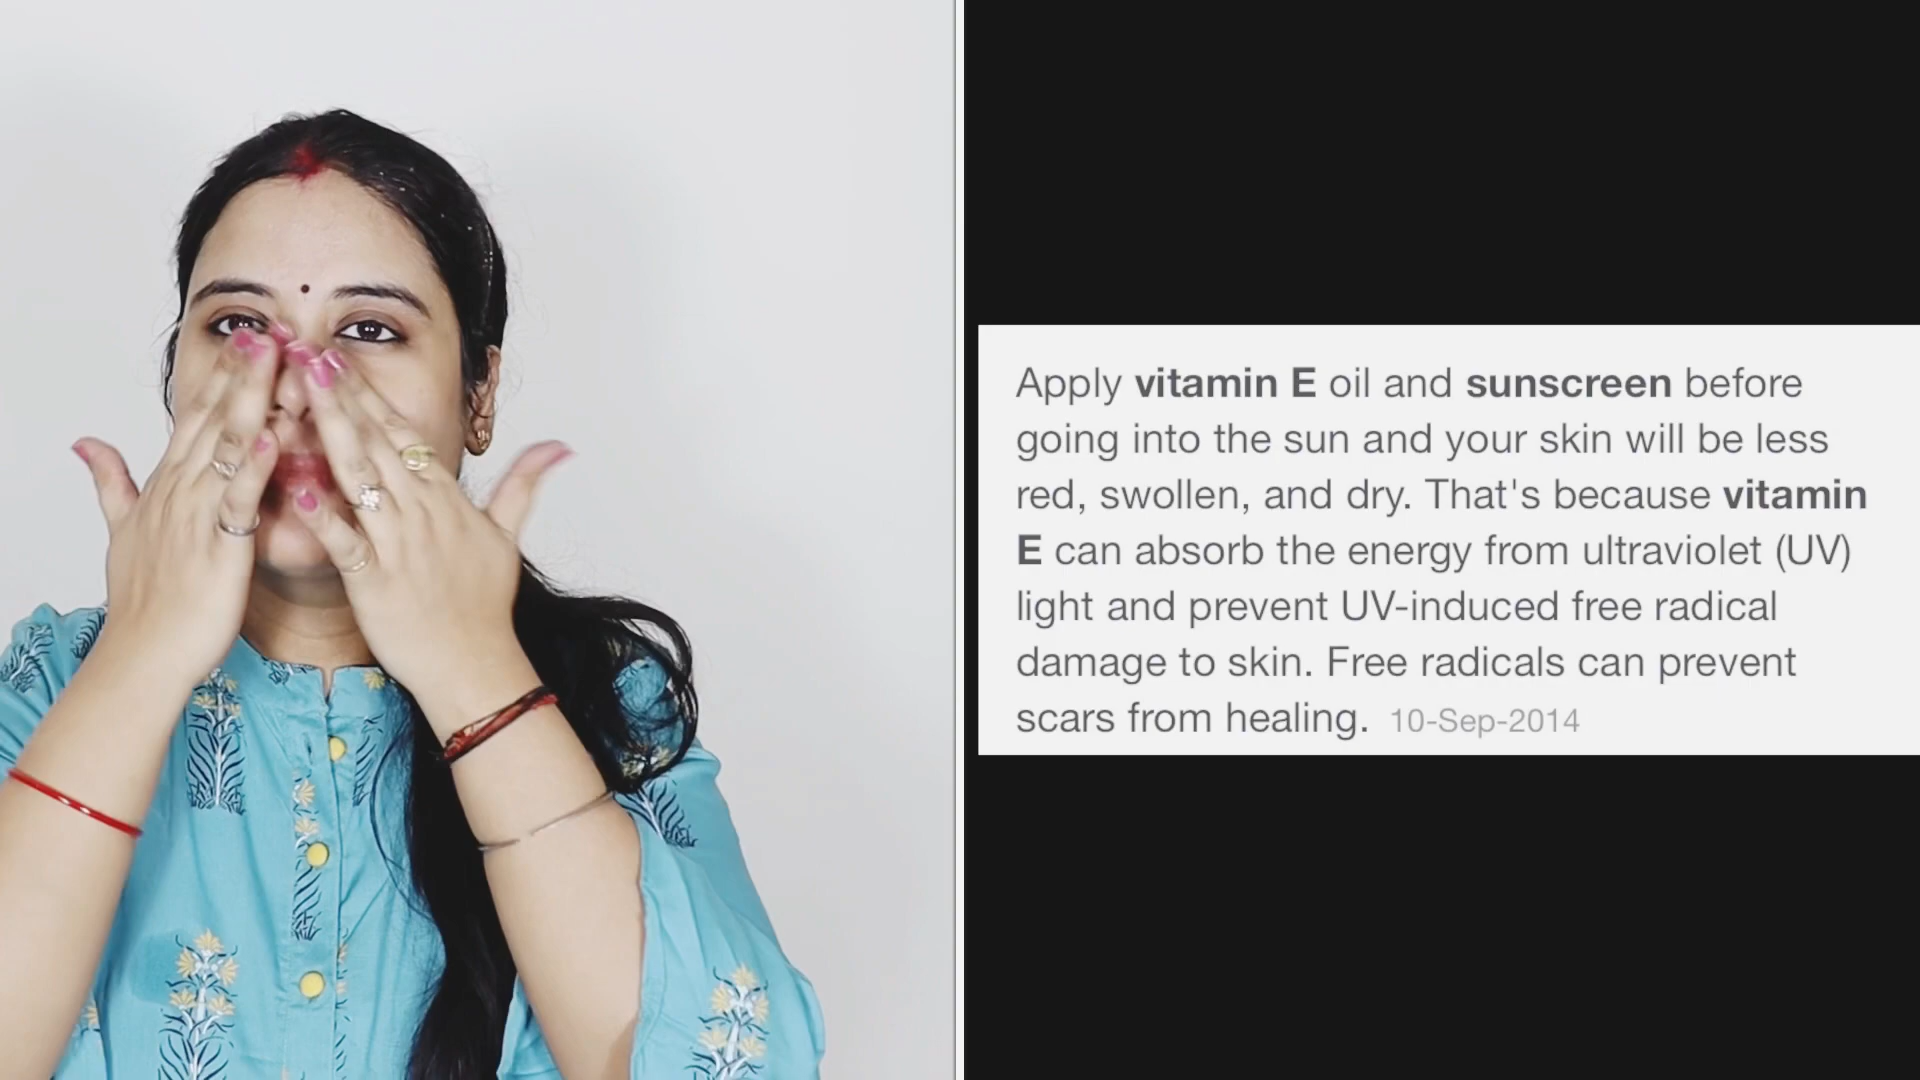 Apply vitamin E oil and sunscreen before
going into the sun and your skin will be less
red, swollen, and dry. That's because vitamin
E can absorb the energy from ultraviolet (UV)
light and prevent UV-induced free radical
damage to skin. Free radicals can prevent
scars from healing. 10-Sep-2014